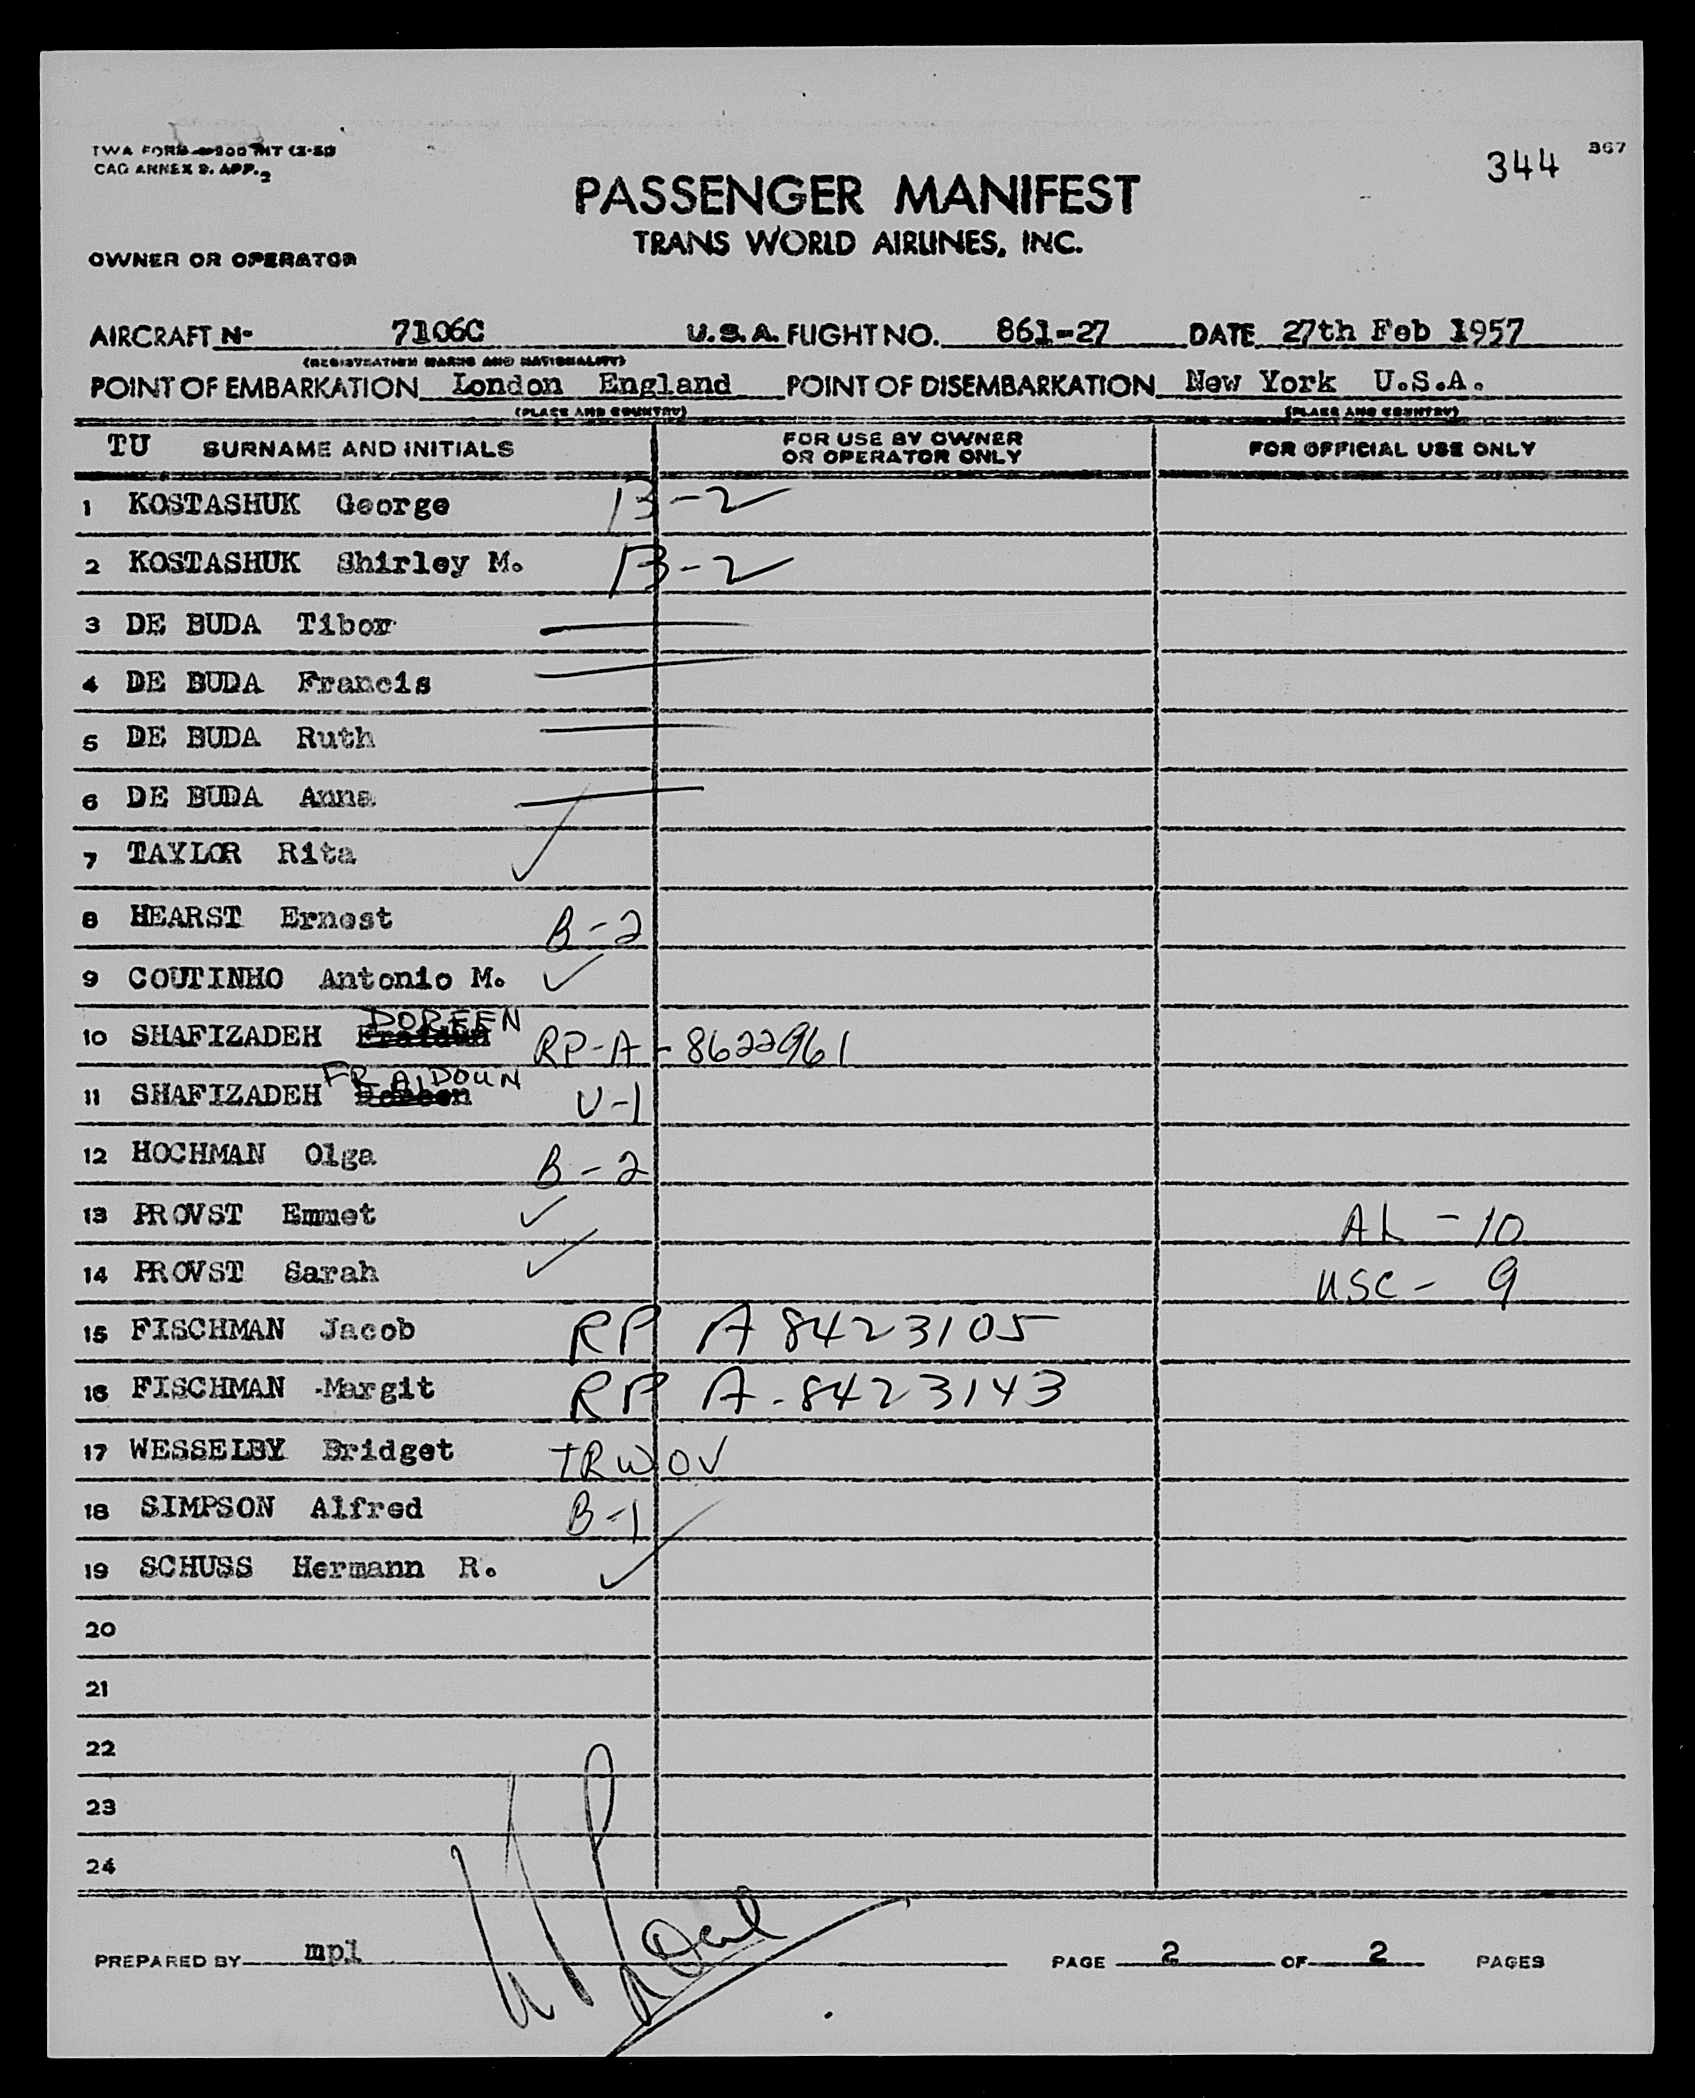 CAO ANNEX 9. APP. 2
344 367
PASSENGER MANIFEST
TRANS WORLD AIRLINES, INC.
OWNER OR OPERATOR
AIRCRAFT No 7106C U.S.A. FLIGHT NO. 861-27 DATE 27th Feb 1957
(REGISTRATION MARKS AND NATIONALITY)
POINT OF EMBARKATION London England POINT OF DISEMBARKATION New York U.S.A.
(PLACE AND COUNTRY) (PLACE AND COUNTRY)
TU SURNAME AND INITIALS FOR USE BY OWNER OR OPERATOR ONLY FOR OFFICIAL USE ONLY
1 KOSTASHUK George B-2
2 KOSTASHUK Shirley M. B-2
3 DE BUDA Tibor
4 DE BUDA Francis
5 DE BUDA Ruth
6 DE BUDA Anna
7 TAYLOR Rita ✓
8 HEARST Ernest B-2
9 COUTINHO Antonio M. ✓
10 SHAFIZADEH DOREEN RP-A-8622961
11 SHAFIZADEH FRAIDOUN U-1
12 HOCHMAN Olga B-2
13 PROVST Emmet ✓ AL - 10
14 PROVST Sarah ✓ USC - 9
15 FISCHMAN Jacob RP A 8423105
16 FISCHMAN -Margit RP A-8423143
17 WESSELBY Bridget TRWOV
18 SIMPSON Alfred B-1
19 SCHUSS Hermann R. ✓
20
21
22
23
24
PREPARED BY mpl PAGE 2 OF 2 PAGES